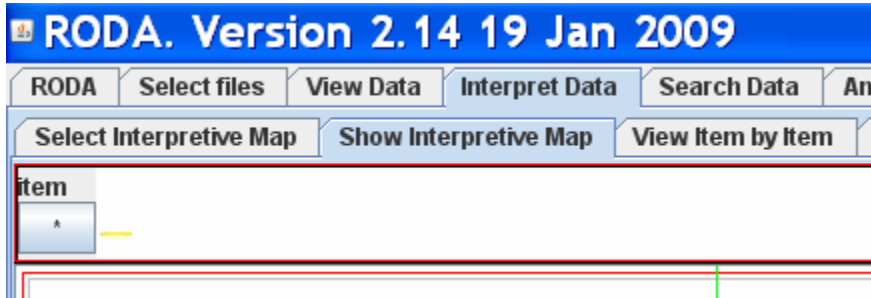 RODA. Version 2.14 19 Jan 2009
RODA Select files View Data Interpret Data Search Data
Select Interpretive Map Show Interpretive Map View Item by Item
item
*